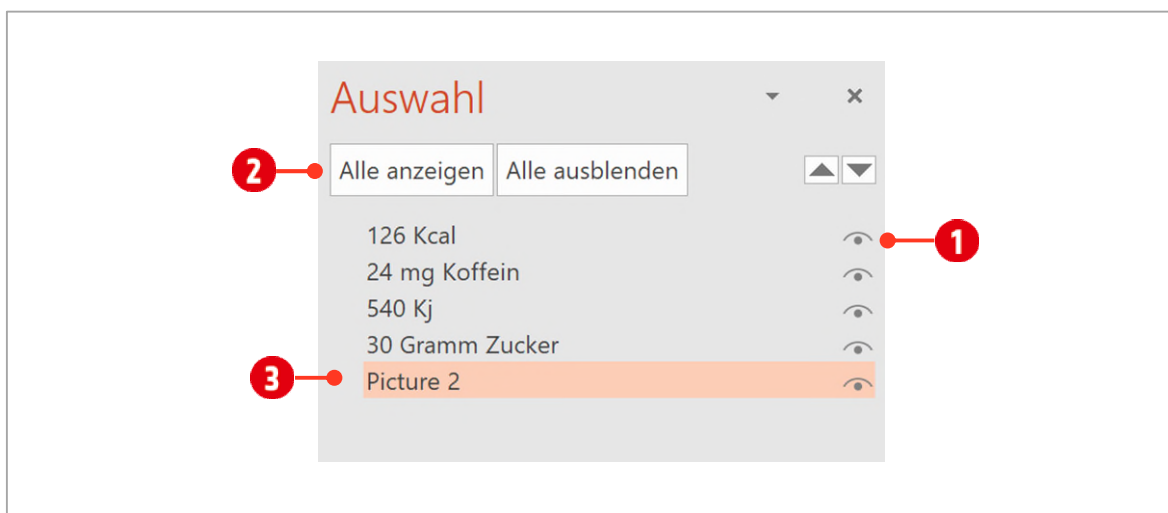 Auswahl
2 Alle anzeigen Alle ausblenden
126 Kcal 1
24 mg Koffein
540 Kj
30 Gramm Zucker
3 Picture 2